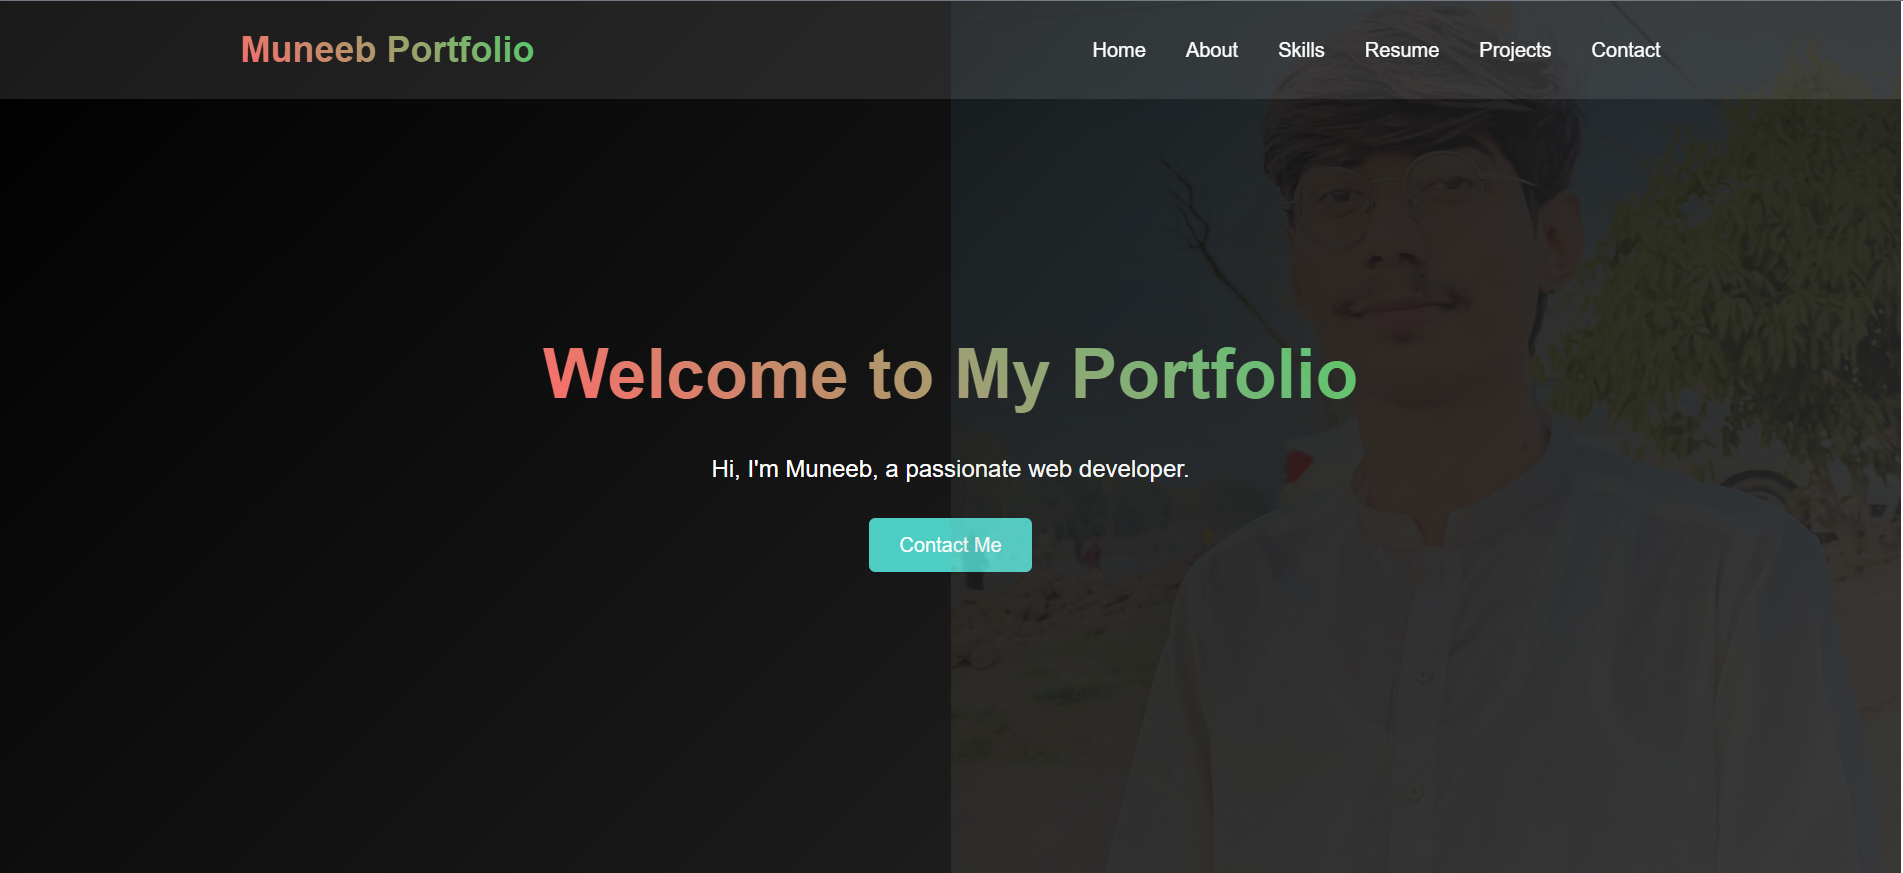 Muneeb Portfolio
Home About Skills Resume Projects Contact
Welcome to My Portfolio
Hi, I'm Muneeb, a passionate web developer.
Contact Me